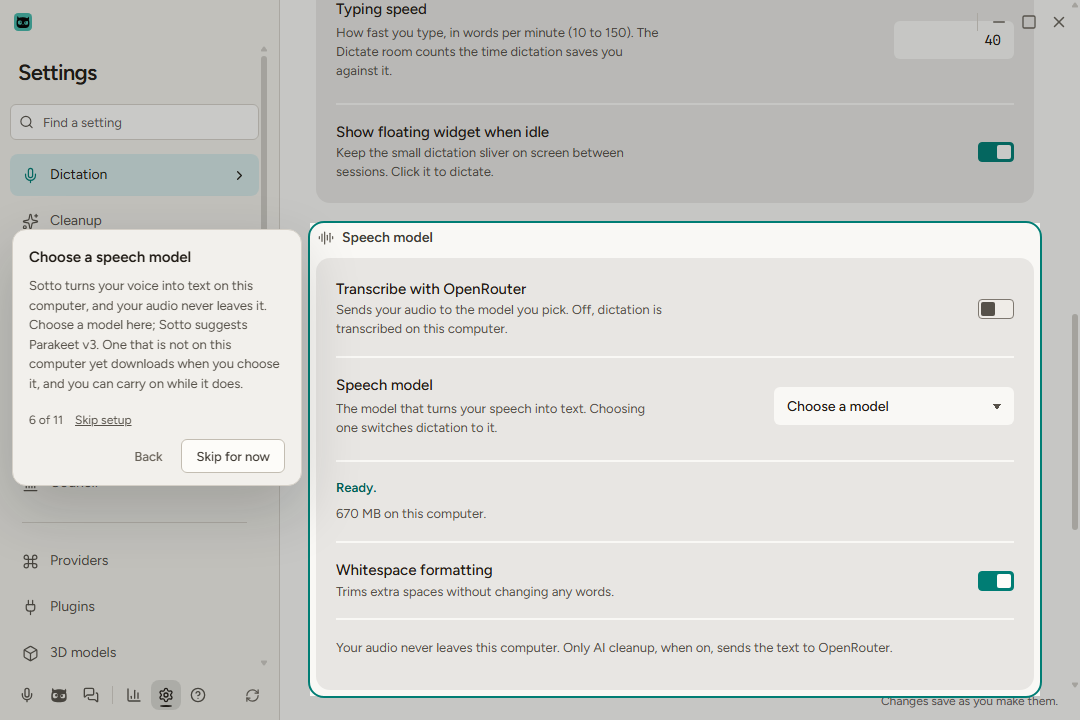 Settings
Find a setting
Dictation
Cleanup
Choose a speech model
Sotto turns your voice into text on this
computer, and your audio never leaves it.
Choose a model here; Sotto suggests
Parakeet v3. One that is not on this
computer yet downloads when you choose
it, and you can carry on while it does.
6 of 11 Skip setup
Back Skip for now
Providers
Plugins
3D models
Typing speed
How fast you type, in words per minute (10 to 150). The
Dictate room counts the time dictation saves you
against it.
40
Show floating widget when idle
Keep the small dictation sliver on screen between
sessions. Click it to dictate.
Speech model
Transcribe with OpenRouter
Sends your audio to the model you pick. Off, dictation is
transcribed on this computer.
Speech model
The model that turns your speech into text. Choosing
one switches dictation to it.
Choose a model
Ready.
670 MB on this computer.
Whitespace formatting
Trims extra spaces without changing any words.
Your audio never leaves this computer. Only AI cleanup, when on, sends the text to OpenRouter.
Changes save as you make them.